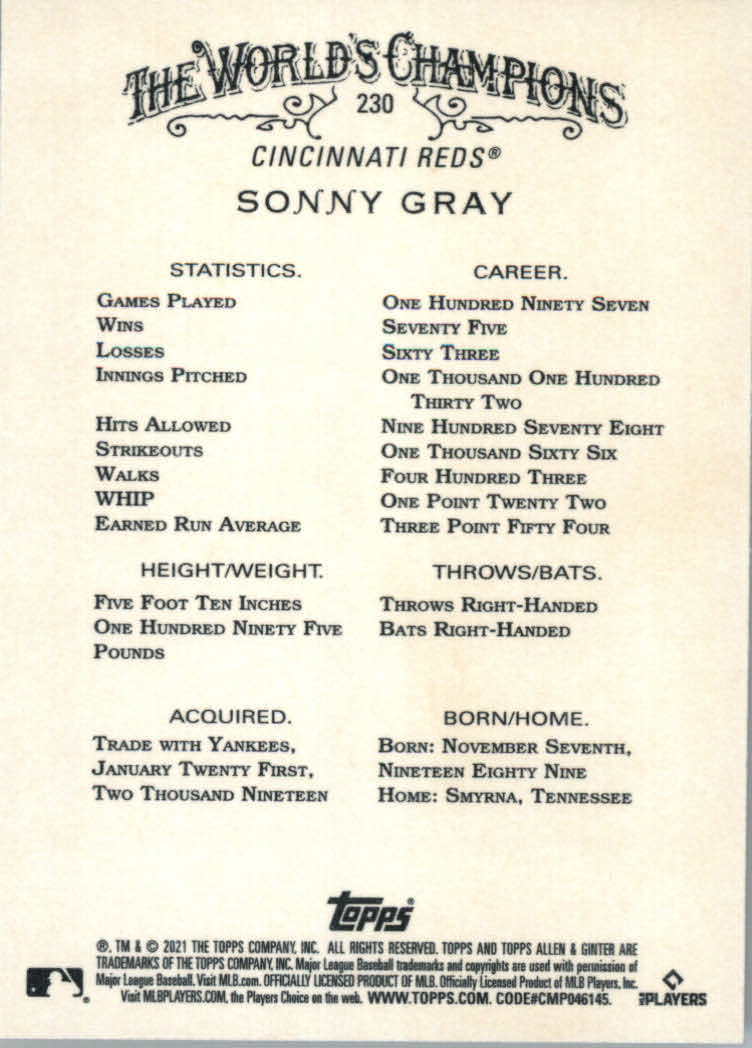 THE WORLD'S CHAMPIONS
230
CINCINNATI REDS®
SONNY GRAY
STATISTICS. CAREER.
GAMES PLAYED ONE HUNDRED NINETY SEVEN
WINS SEVENTY FIVE
LOSSES SIXTY THREE
INNINGS PITCHED ONE THOUSAND ONE HUNDRED
THIRTY TWO
HITS ALLOWED NINE HUNDRED SEVENTY EIGHT
STRIKEOUTS ONE THOUSAND SIXTY SIX
WALKS FOUR HUNDRED THREE
WHIP ONE POINT TWENTY TWO
EARNED RUN AVERAGE THREE POINT FIFTY FOUR
HEIGHT/WEIGHT. THROWS/BATS.
FIVE FOOT TEN INCHES THROWS RIGHT-HANDED
ONE HUNDRED NINETY FIVE BATS RIGHT-HANDED
POUNDS
ACQUIRED. BORN/HOME.
TRADE WITH YANKEES, BORN: NOVEMBER SEVENTH,
JANUARY TWENTY FIRST, NINETEEN EIGHTY NINE
TWO THOUSAND NINETEEN HOME: SMYRNA, TENNESSEE
Topps®
®, TM & © 2021 THE TOPPS COMPANY, INC. ALL RIGHTS RESERVED. TOPPS AND TOPPS ALLEN & GINTER ARE
TRADEMARKS OF THE TOPPS COMPANY, INC. Major League Baseball trademarks and copyrights are used with permission of
Major League Baseball. Visit MLB.com. OFFICIALLY LICENSED PRODUCT OF MLB. Officially Licensed Product of MLB Players, Inc.
Visit MLBPLAYERS.COM, the Players Choice on the web. WWW.TOPPS.COM. CODE#CMP046145.
MLBPLAYERS